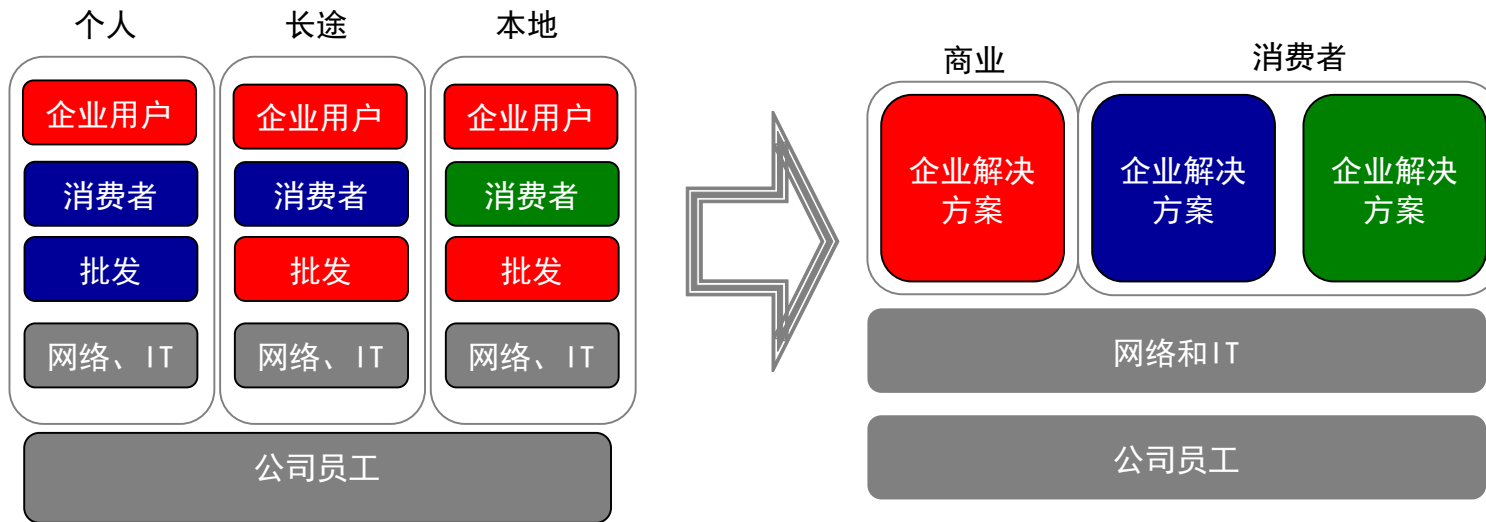 个人
长途
本地
企业用户
企业用户
企业用户
消费者
消费者
消费者
批发
批发
批发
网络、IT
网络、IT
网络、IT
公司员工
商业
消费者
企业解决
方案
企业解决
方案
企业解决
方案
网络和IT
公司员工